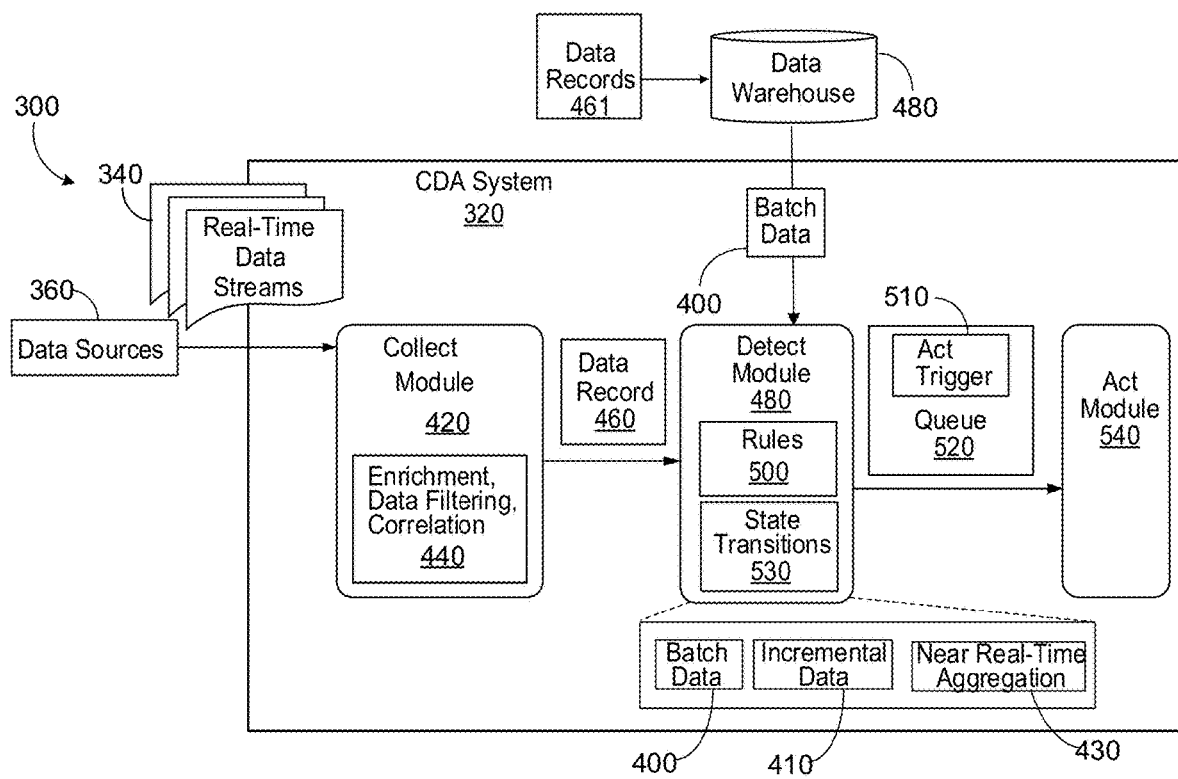 Data
Records
461
Data
Warehouse
480
300
340
CDA System
320
Real-Time
Data
Streams
Batch
Data
400
360
Data Sources
Collect
Module
420
Enrichment,
Data Filtering,
Correlation
440
Data
Record
460
Detect
Module
480
Rules
500
State
Transitions
530
510
Act
Trigger
Queue
520
Act
Module
540
Batch
Data
Incremental
Data
Near Real-Time
Aggregation
400
410
430